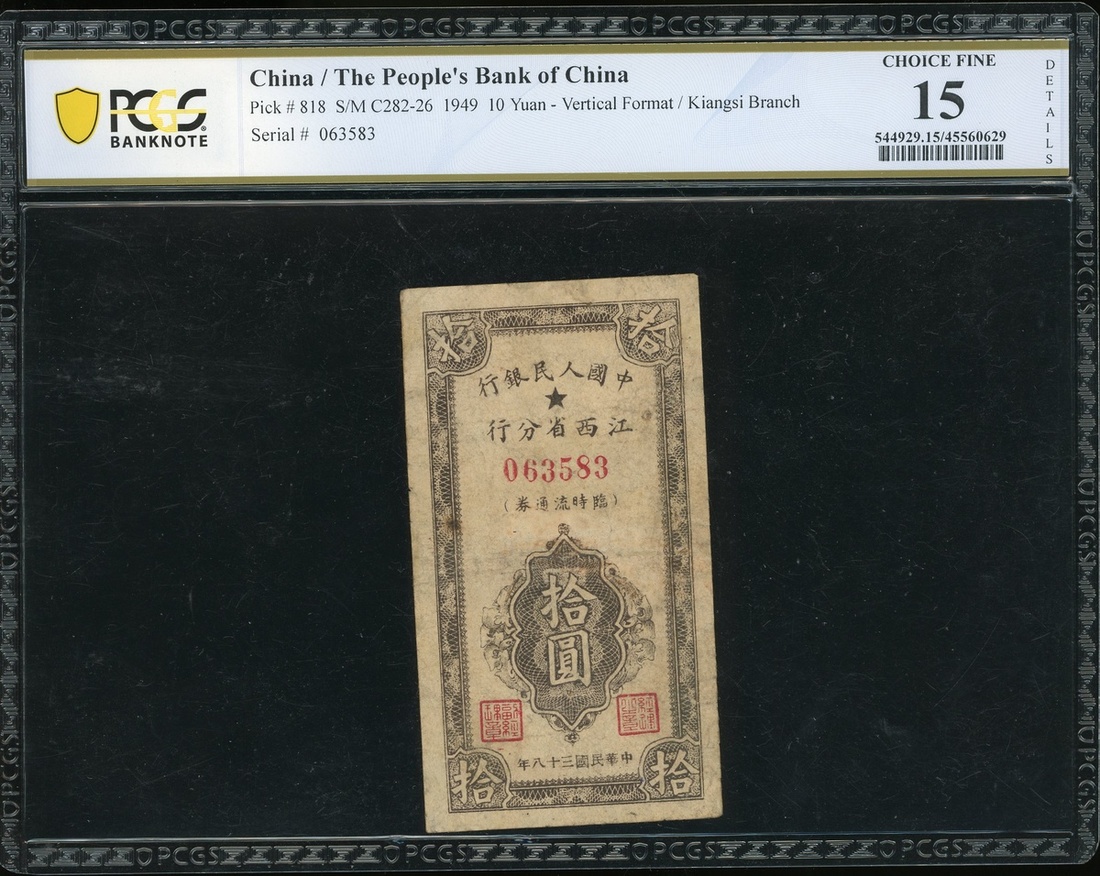 PCGS
BANKNOTE
China / The People's Bank of China
Pick # 818 S/M C282-26 1949 10 Yuan - Vertical Format / Kiangsi Branch
Serial # 063583
CHOICE FINE
15
544929.15/45560629
DETAILS
拾 拾
中國人民銀行
★
江西省分行
063583
(臨時流通券)
拾
圓
中華民國三十八年
拾 拾